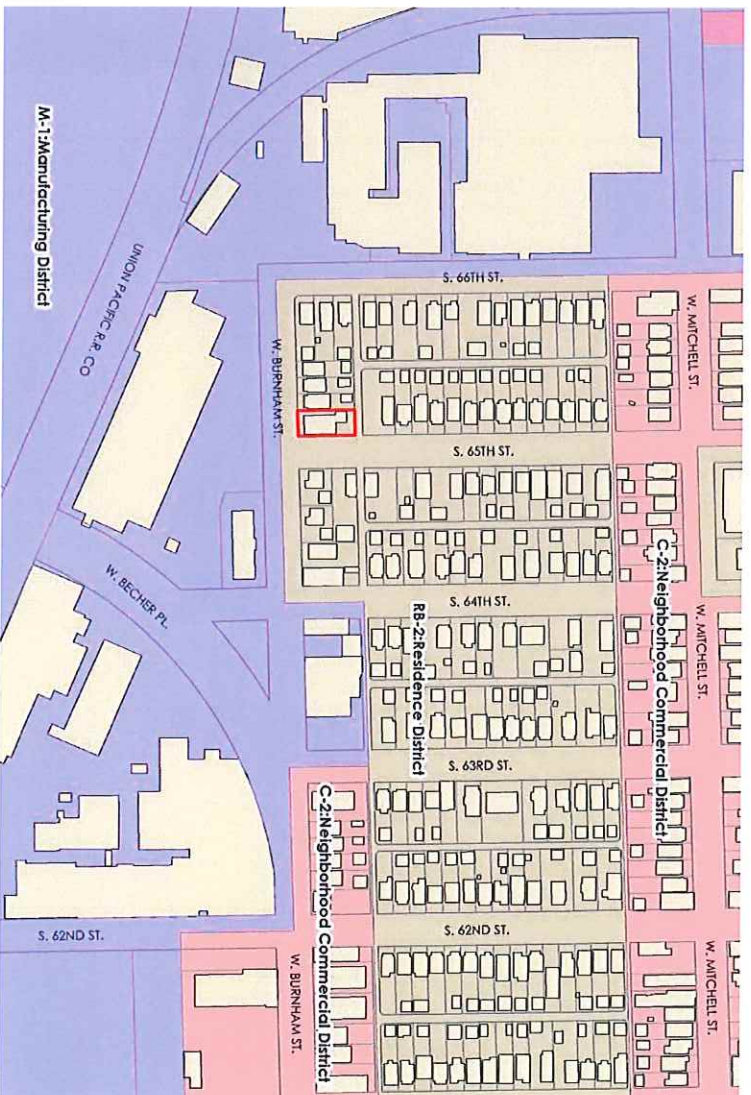 W. MITCHELL ST.
W. MITCHELL ST.
W. MITCHELL ST.
C-2:Neighborhood Commercial District
S. 66TH ST.
S. 65TH ST.
S. 64TH ST.
RB-2:Residence District
S. 63RD ST.
S. 62ND ST.
W. BURNHAM ST.
C-2:Neighborhood Commercial District
W. BURNHAM ST.
W. BECHER PL.
S. 62ND ST.
UNION PACIFIC R.R. CO
M-1:Manufacturing District